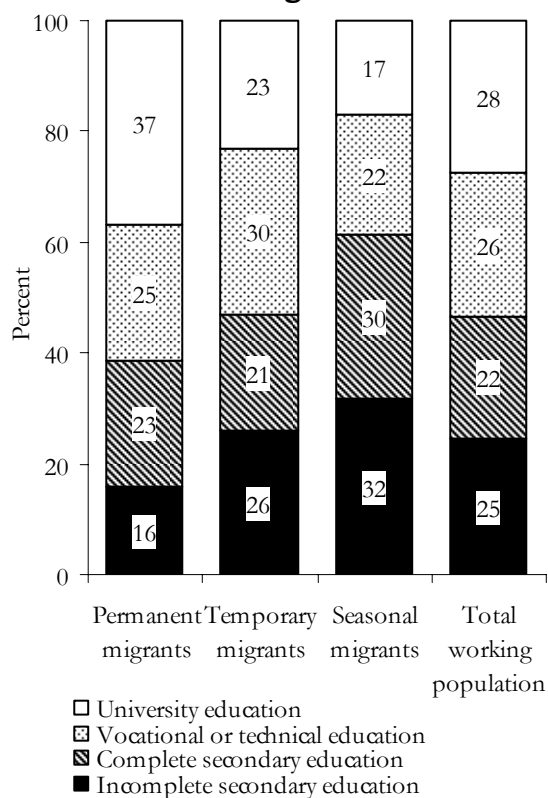 100
80
60
40
20
0
Percent
37
25
23
16
23
30
21
26
17
22
30
32
28
26
22
25
Permanent migrants
Temporary migrants
Seasonal migrants
Total working population
University education
Vocational or technical education
Complete secondary education
Incomplete secondary education